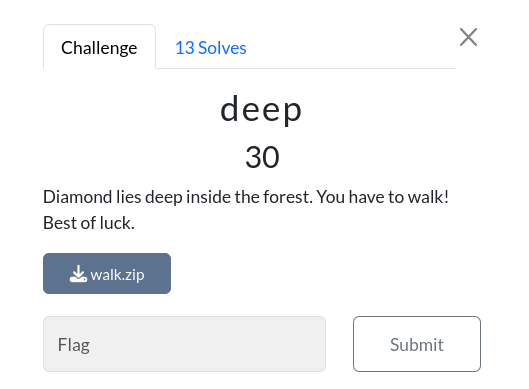 Challenge
13 Solves
deep
30
Diamond lies deep inside the forest. You have to walk!
Best of luck.
walk.zip
Flag
Submit